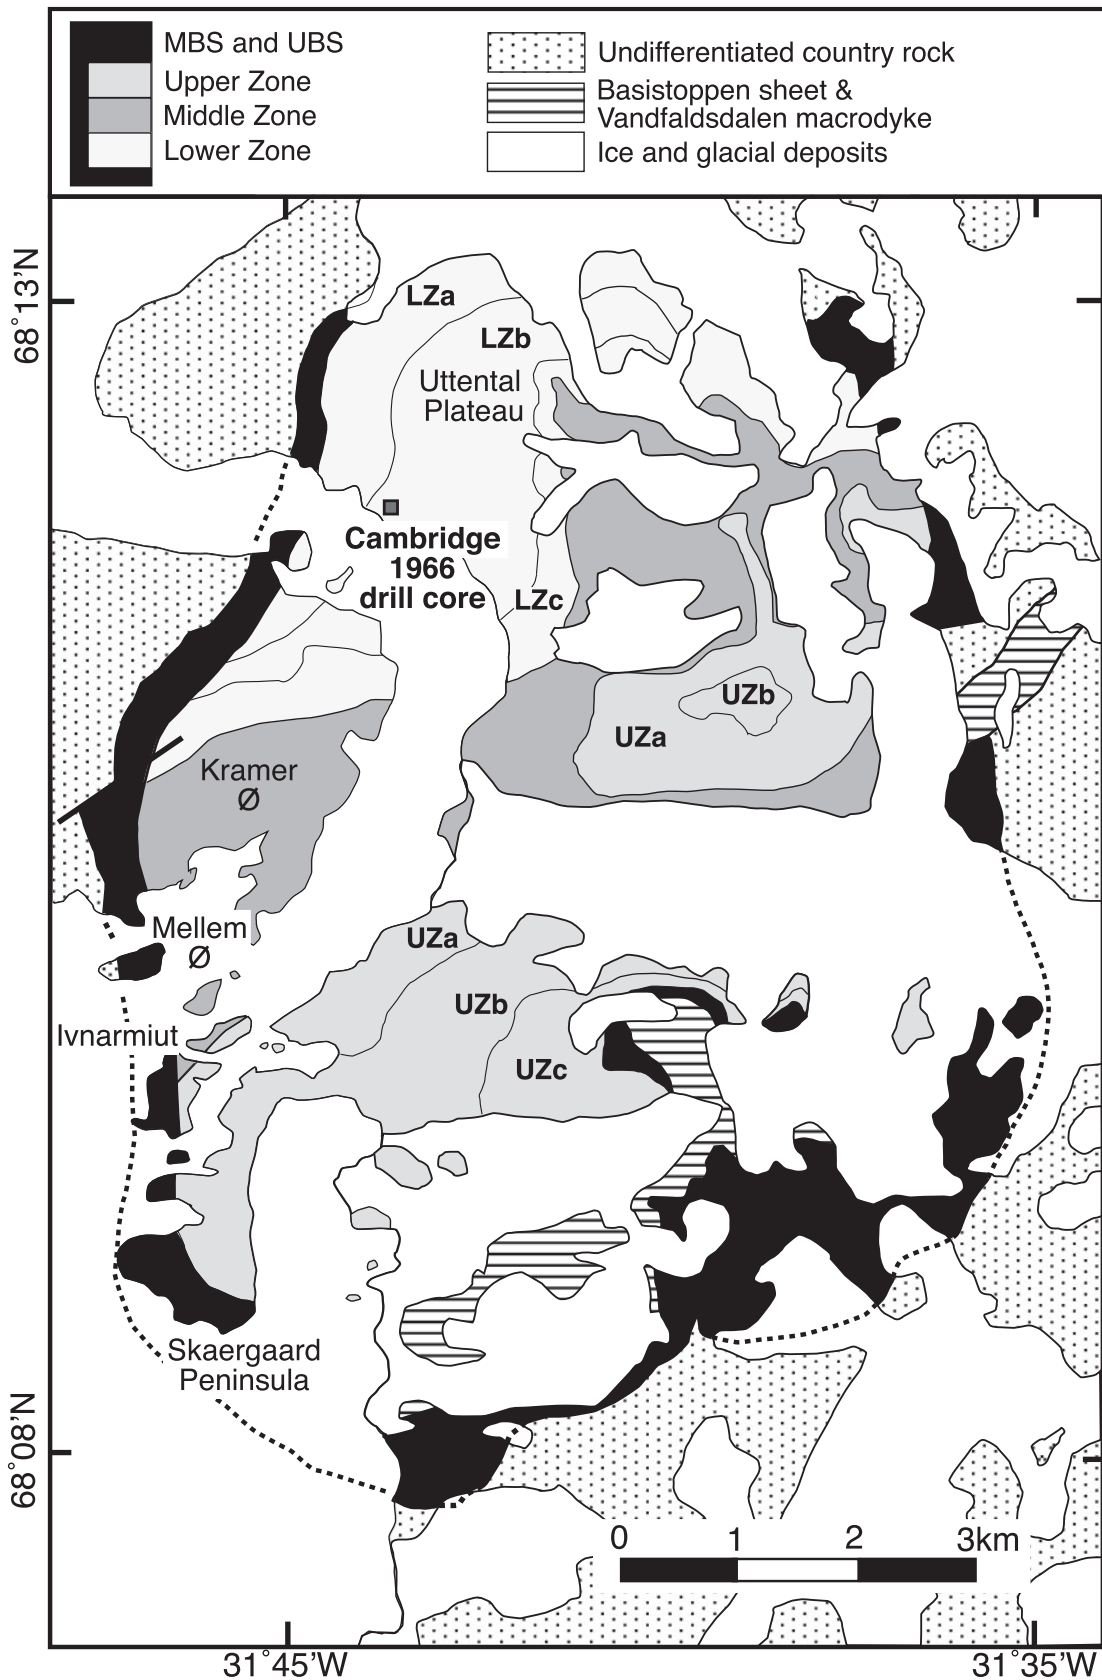 MBS and UBS
Upper Zone
Middle Zone
Lower Zone
Undifferentiated country rock
Basistoppen sheet &
Vandfaldsdalen macrodyke
Ice and glacial deposits
68°13'N
LZa
LZb
Uttental
Plateau
Cambridge
1966
drill core
LZc
UZb
UZa
Kramer
Ø
Mellem
Ø
UZa
UZb
Ivnarmiut
UZc
Skaergaard
Peninsula
68°08'N
0 1 2 3km
31°45'W
31°35'W